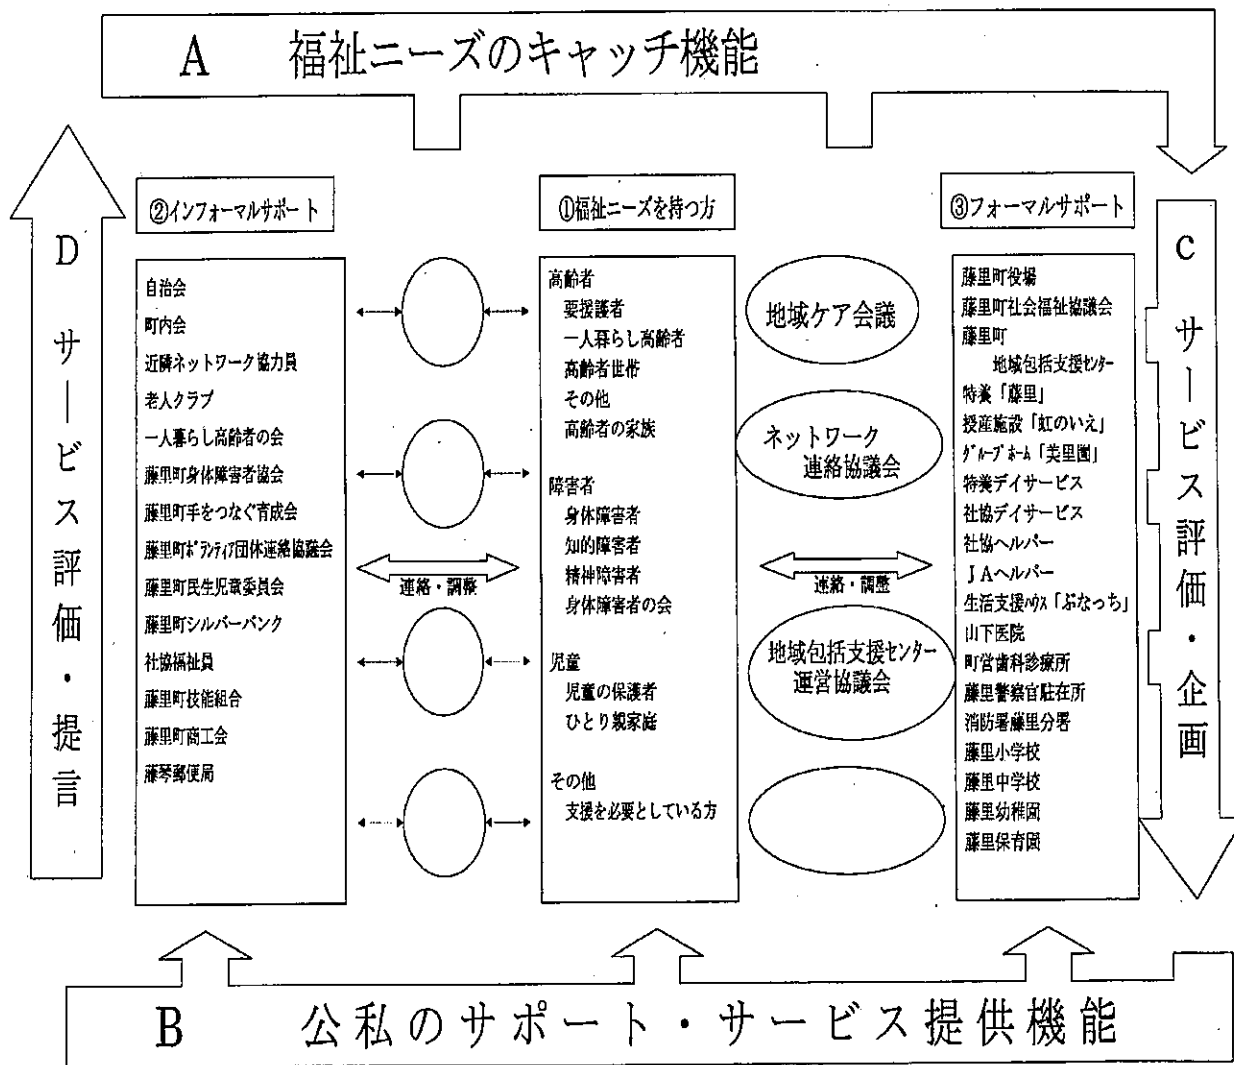 A 福祉ニーズのキャッチ機能
D サービス評価・提言
②インフォーマルサポート
自治会
町内会
近隣ネットワーク協力員
老人クラブ
一人暮らし高齢者の会
藤里町身体障害者協会
藤里町手をつなぐ育成会
藤里町ボランティア団体連絡協議会
藤里町民生児童委員会
藤里町シルバーバンク
社協福祉員
藤里町技能組合
藤里町商工会
藤琴郵便局
連絡・調整
①福祉ニーズを持つ方
高齢者
要援護者
一人暮らし高齢者
高齢者世帯
その他
高齢者の家族
障害者
身体障害者
知的障害者
精神障害者
身体障害者の会
児童
児童の保護者
ひとり親家庭
その他
支援を必要としている方
地域ケア会議
ネットワーク
連絡協議会
連絡・調整
地域包括支援センター
運営協議会
③フォーマルサポート
藤里町役場
藤里町社会福祉協議会
藤里町
地域包括支援センター
特養「藤里」
授産施設「虹のいえ」
グループホーム「美里園」
特養デイサービス
社協デイサービス
社協ヘルパー
JAヘルパー
生活支援ハウス「ぶなっち」
山下医院
町営歯科診療所
藤里警察官駐在所
消防署藤里分署
藤里小学校
藤里中学校
藤里幼稚園
藤里保育園
C サービス評価・企画
B 公私のサポート・サービス提供機能